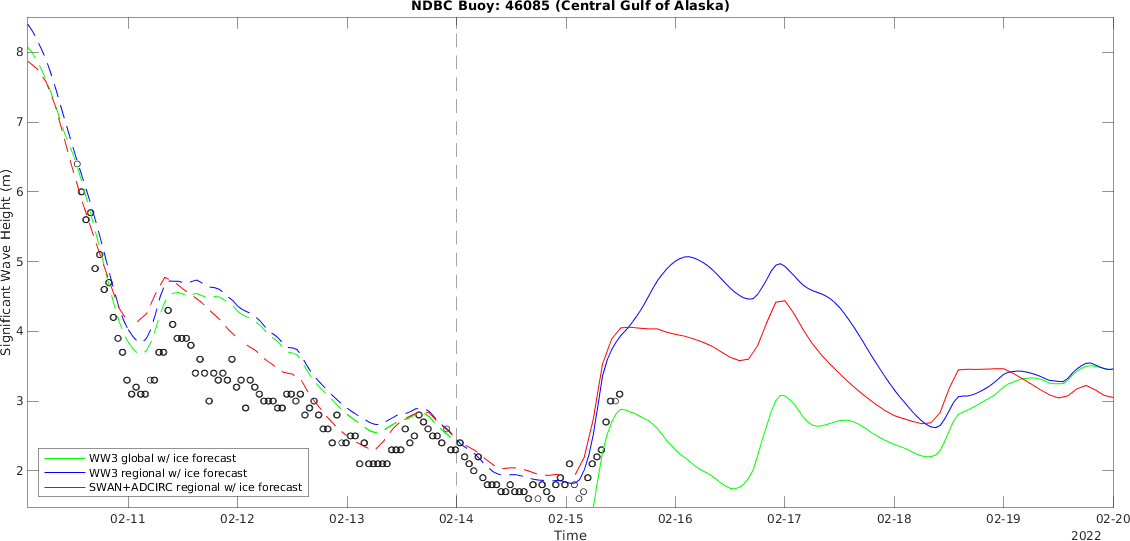 NDBC Buoy: 46085 (Central Gulf of Alaska)
Significant Wave Height (m)
8
7
6
5
4
3
2
WW3 global w/ ice forecast
WW3 regional w/ ice forecast
SWAN+ADCIRC regional w/ ice forecast
02-11 02-12 02-13 02-14 02-15 02-16 02-17 02-18 02-19 02-20
Time
2022